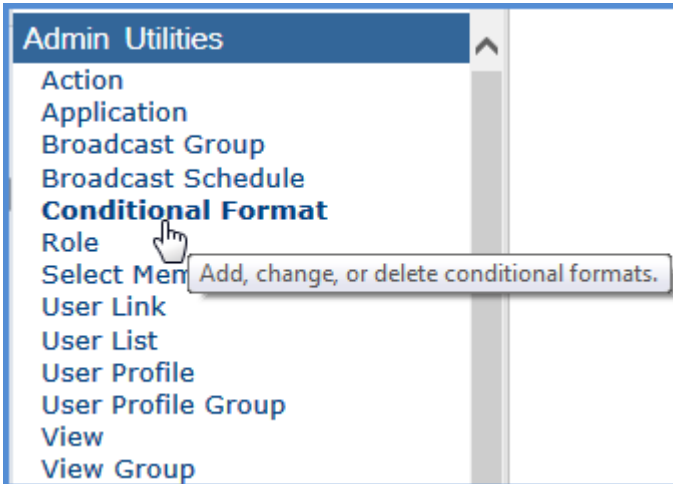 Admin Utilities
Action
Application
Broadcast Group
Broadcast Schedule
Conditional Format
Role
Select Mem
Add, change, or delete conditional formats.
User Link
User List
User Profile
User Profile Group
View
View Group